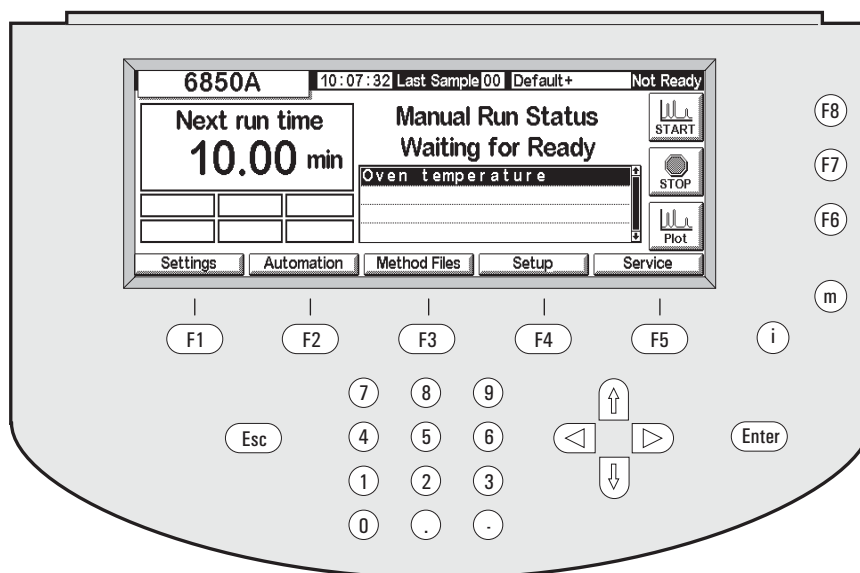 6850A 10:07:32 Last Sample 00 Default+ Not Ready
Next run time
10.00 min
Manual Run Status
Waiting for Ready
Oven temperature
START
STOP
Plot
Settings Automation Method Files Setup Service
F8
F7
F6
m
F1 F2 F3 F4 F5 i
7 8 9
Esc 4 5 6 Enter
1 2 3
0 . -